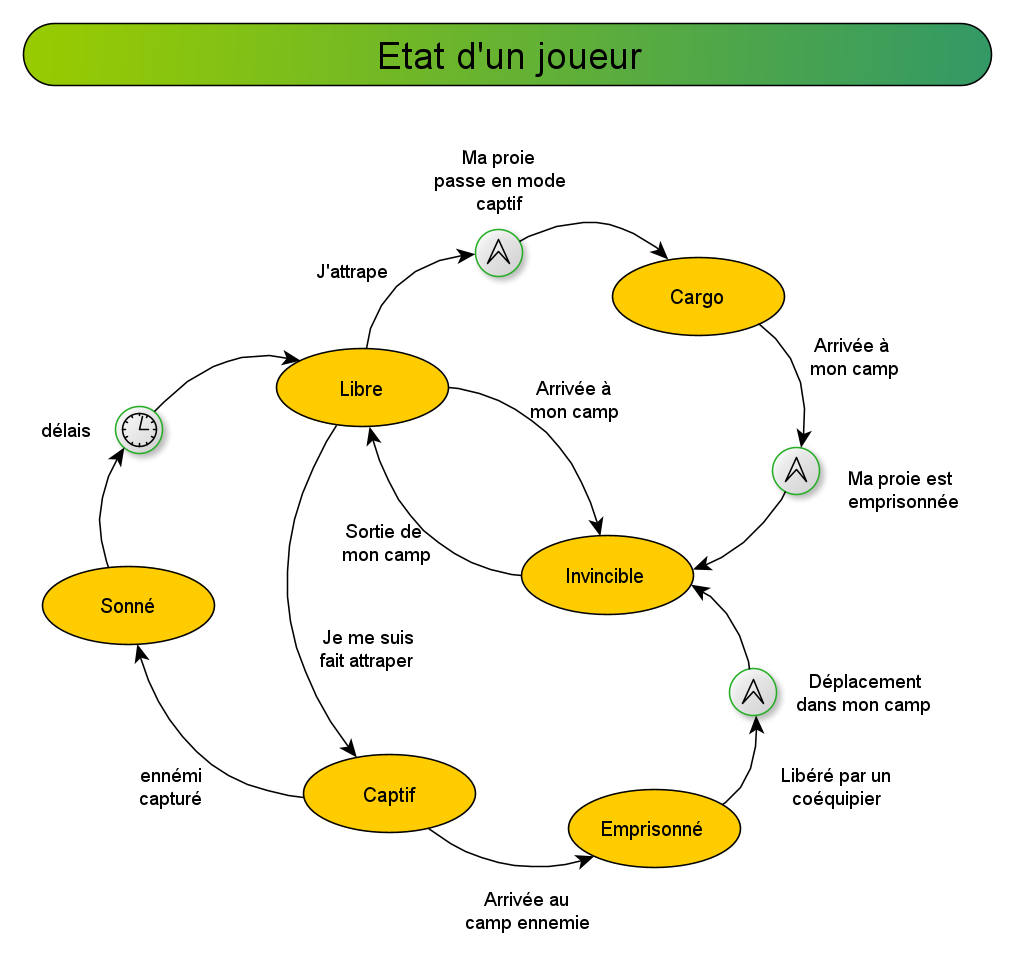 Etat d'un joueur
Ma proie
passe en mode
captif
J'attrape
Cargo
Arrivée à
mon camp
Libre
Arrivée à
mon camp
délais
Ma proie est
emprisonnée
Sortie de
mon camp
Invincible
Sonné
Je me suis
fait attraper
Déplacement
dans mon camp
ennémi
capturé
Captif
Libéré par un
coéquipier
Emprisonné
Arrivée au
camp ennemie